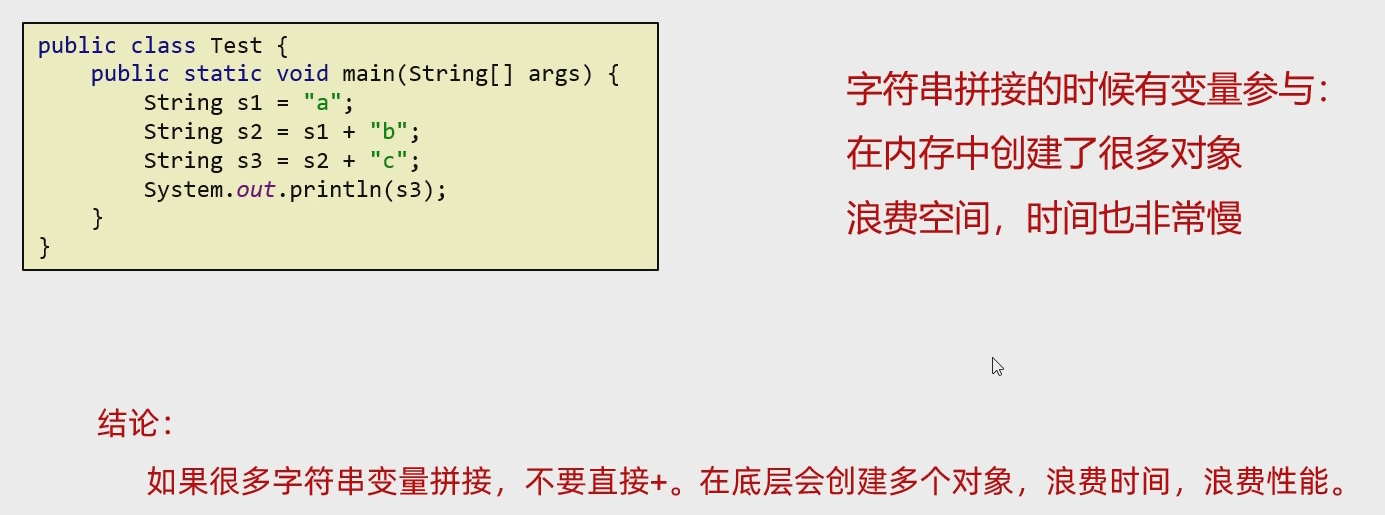 public class Test {
    public static void main(String[] args) {
        String s1 = "a";
        String s2 = s1 + "b";
        String s3 = s2 + "c";
        System.out.println(s3);
    }
}
字符串拼接的时候有变量参与：
在内存中创建了很多对象
浪费空间，时间也非常慢
结论：
如果很多字符串变量拼接，不要直接+。在底层会创建多个对象，浪费时间，浪费性能。